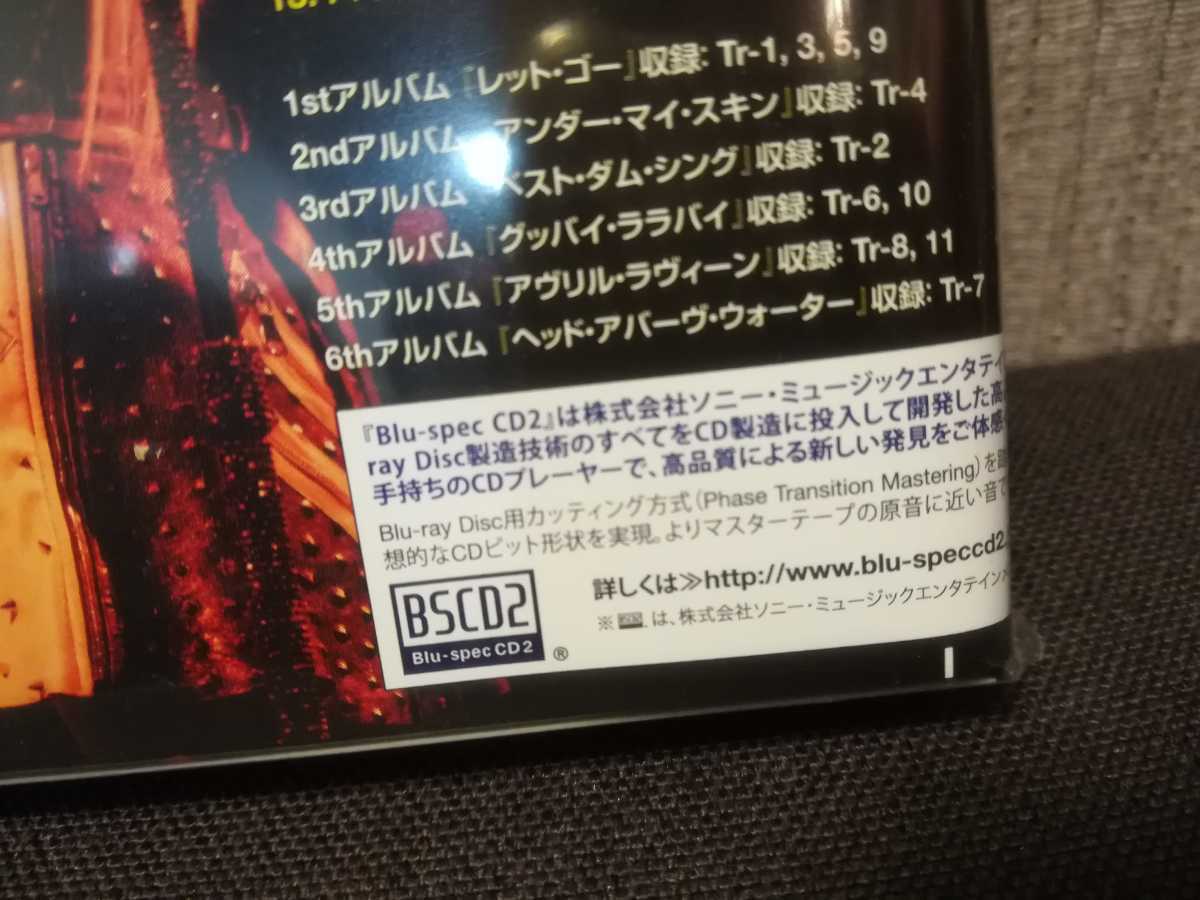 1stアルバム『レット・ゴー』収録: Tr-1, 3, 5, 9
2ndアルバム アンダー・マイ・スキン』収録: Tr-4
3rdアルバム ベスト・ダム・シング』収録: Tr-2
4thアルバム『グッバイ・ララバイ』収録: Tr-6, 10
5thアルバム『アヴリル・ラヴィーン』収録: Tr-8, 11
6thアルバム『ヘッド・アバーヴ・ウォーター』収録: Tr-7
『Blu-spec CD2』は株式会社ソニー・ミュージックエンタテイン
ray Disc製造技術のすべてをCD製造に投入して開発した高
手持ちのCDプレーヤーで、高品質による新しい発見をご体感
Blu-ray Disc用カッティング方式(Phase Transition Mastering)を
想的なCDピット形状を実現。よりマスターテープの原音に近い音で
詳しくは≫http://www.blu-speccd2.
※ は、株式会社ソニー・ミュージックエンタテイン
BSCD2
Blu-spec CD2
®